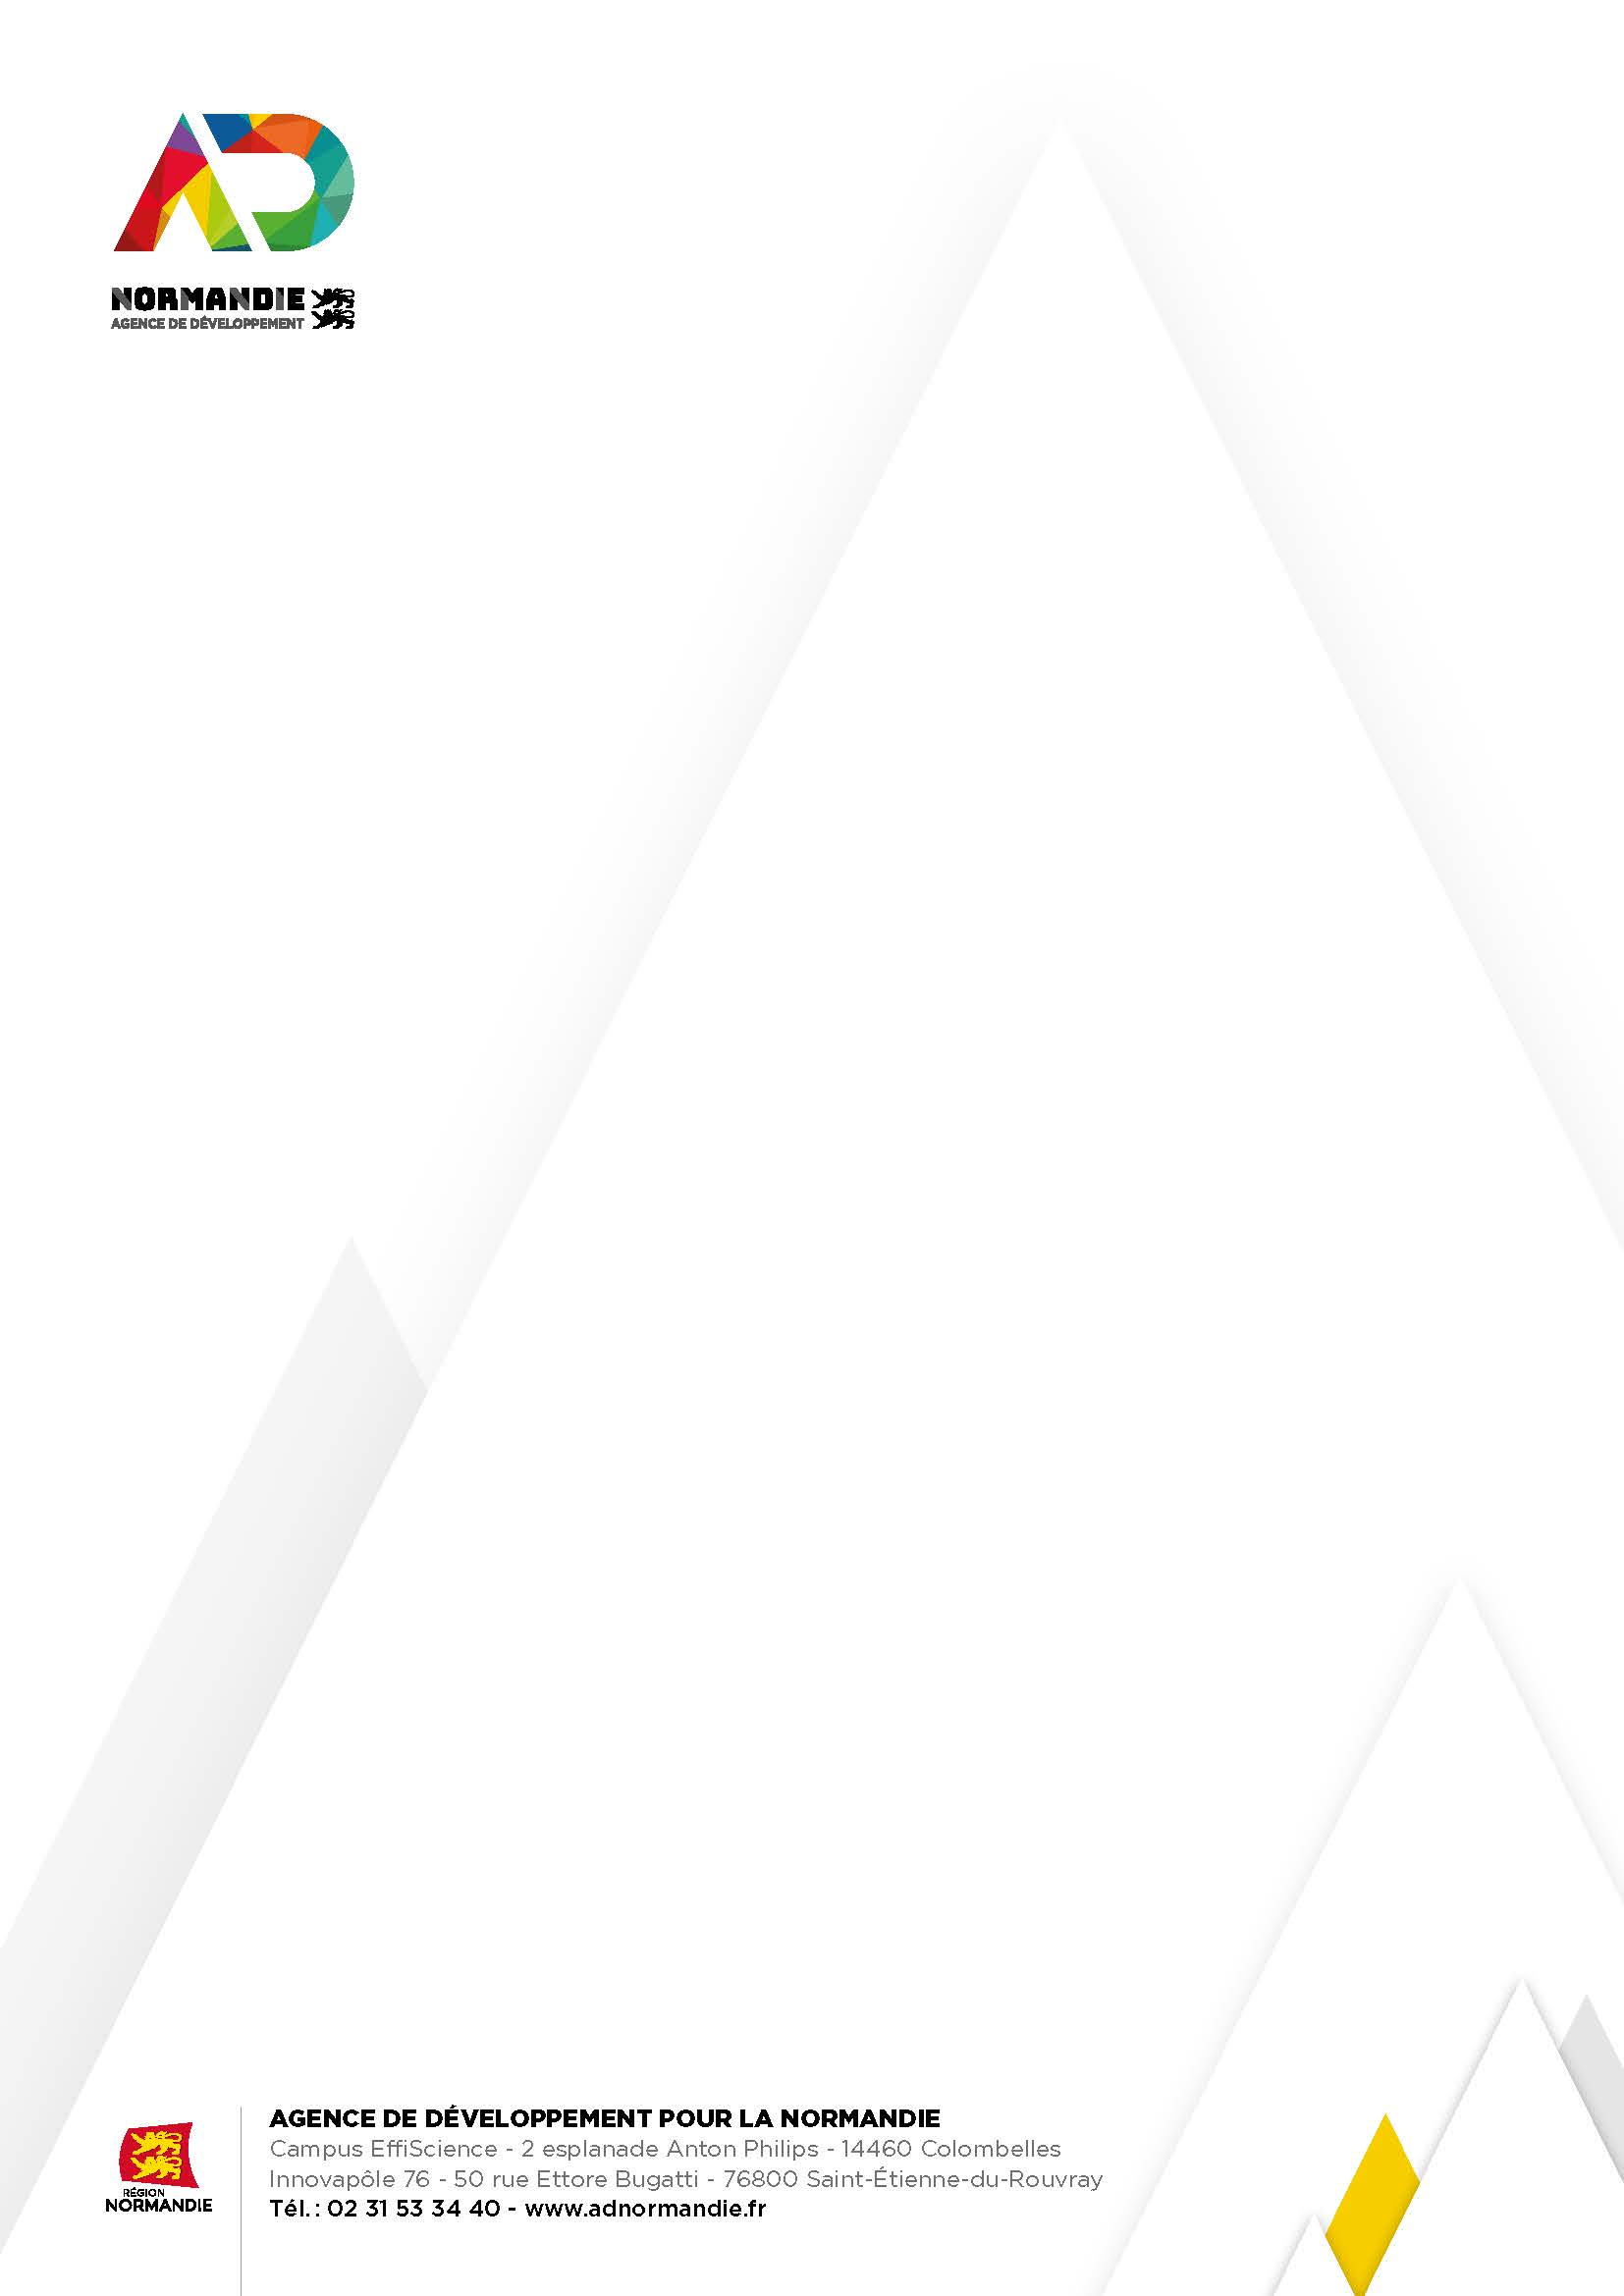 NORMANDIE
AGENCE DE DÉVELOPPEMENT
AGENCE DE DÉVELOPPEMENT POUR LA NORMANDIE
Campus EffiScience - 2 esplanade Anton Philips - 14460 Colombelles
Innovapôle 76 - 50 rue Ettore Bugatti - 76800 Saint-Étienne-du-Rouvray
Tél. : 02 31 53 34 40 - www.adnormandie.fr
RÉGION
NORMANDIE